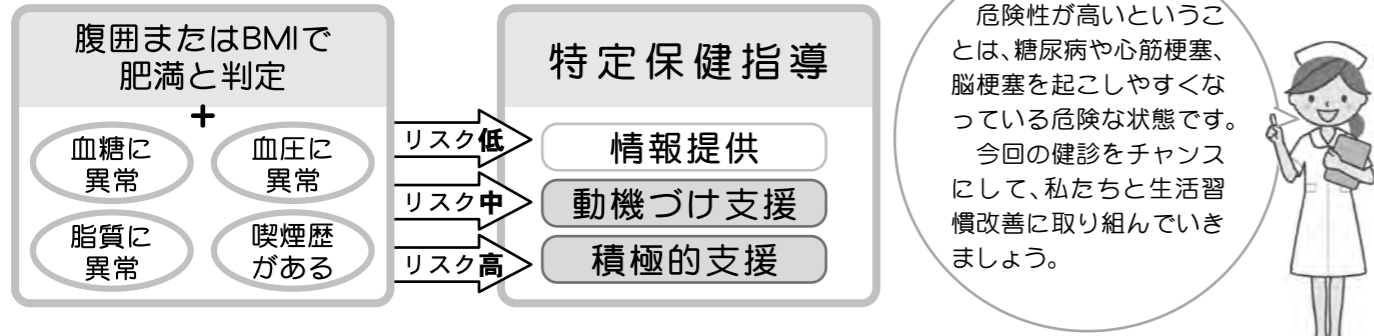 腹囲またはBMIで
肥満と判定
+
血糖に
異常
血圧に
異常
脂質に
異常
喫煙歴
がある
リスク低
リスク中
リスク高
特定保健指導
情報提供
動機づけ支援
積極的支援
危険性が高いというこ
とは、糖尿病や心筋梗塞、
脳梗塞を起こしやすくな
っている危険な状態です。
今回の健診をチャンス
にして、私たちと生活習
慣改善に取り組んでいき
ましょう。